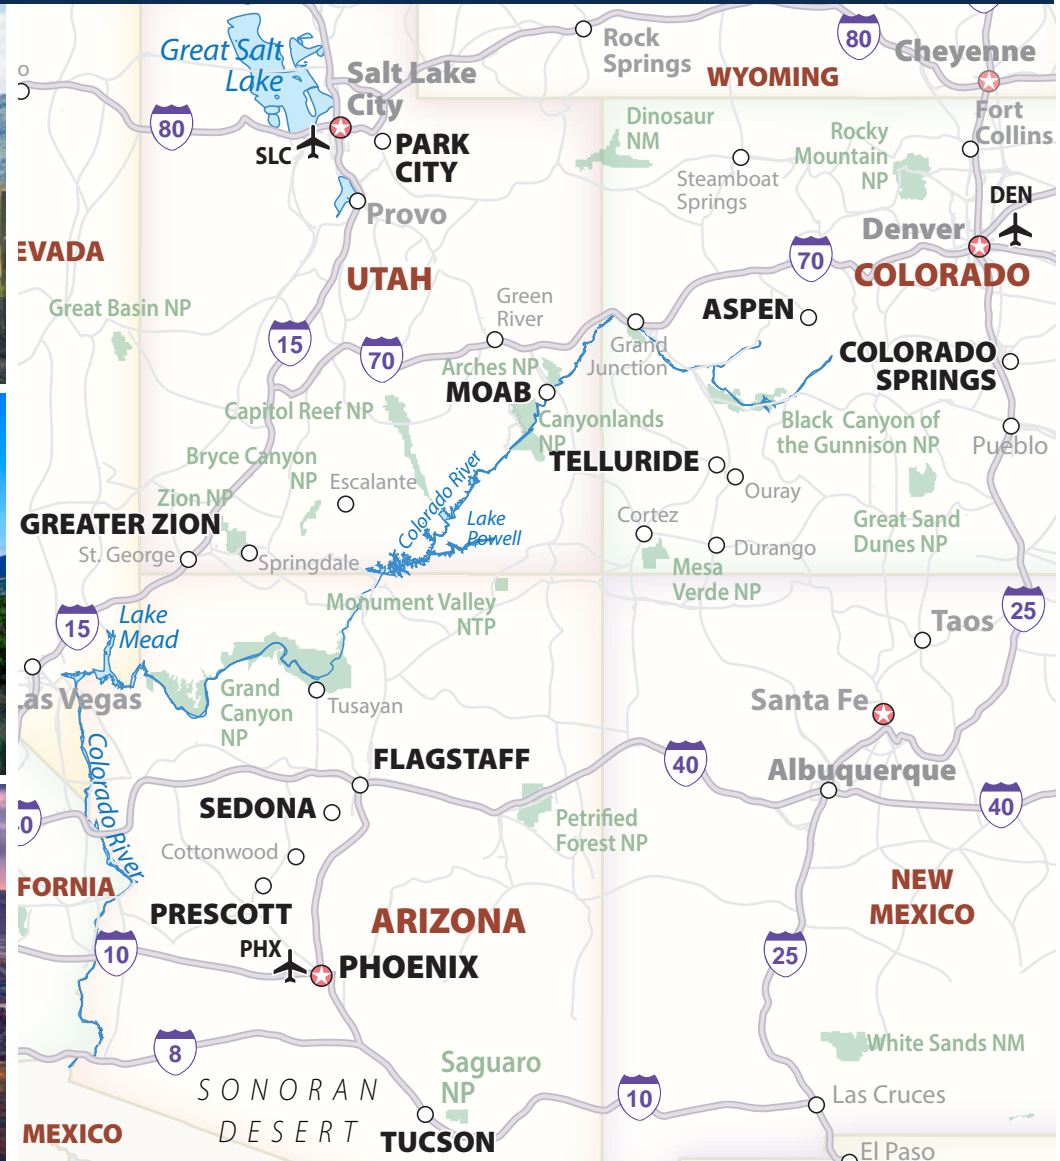 Great Salt
Lake
Salt Lake
City
80
SLC
PARK
CITY
Provo
Rock
Springs
WYOMING
80
Cheyenne
Fort
Collins
Dinosaur
NM
Rocky
Mountain
NP
Steamboat
Springs
DEN
Denver
70
COLORADO
EVADA
UTAH
Great Basin NP
Green
River
15
70
ASPEN
Grand
Junction
COLORADO
SPRINGS
Arches NP
MOAB
Capitol Reef NP
Canyonlands
NP
Black Canyon of
the Gunnison NP
Pueblo
Bryce Canyon
NP
Escalante
TELLURIDE
Ouray
Zion NP
GREATER ZION
Colorado River
Lake
Powell
Cortez
Great Sand
Dunes NP
St. George
Springdale
Durango
Mesa
Verde NP
Monument Valley
NTP
25
15
Lake
Mead
Taos
as Vegas
Grand
Canyon
NP
Tusayan
Santa Fe
Colorado River
FLAGSTAFF
40
Albuquerque
40
SEDONA
Petrified
Forest NP
0
Cottonwood
FORNIA
PRESCOTT
ARIZONA
NEW
MEXICO
10
PHX
PHOENIX
25
8
White Sands NM
Saguaro
NP
SONORAN
DESERT
10
Las Cruces
MEXICO
TUCSON
El Paso